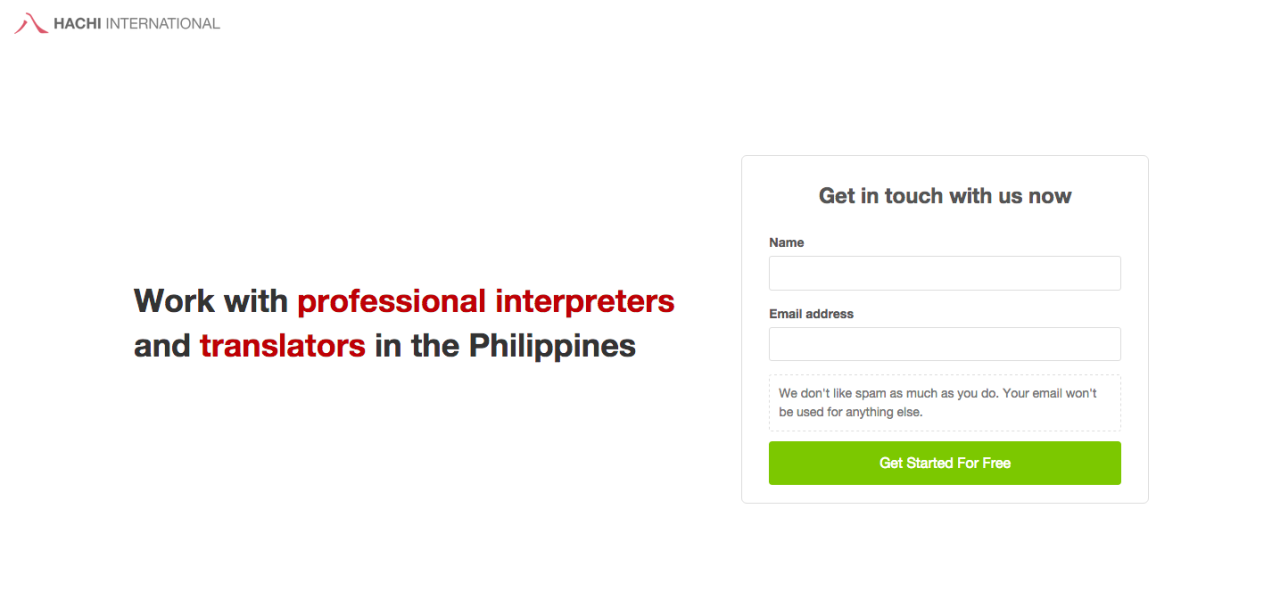 HACHI INTERNATIONAL
Work with professional interpreters
and translators in the Philippines
Get in touch with us now
Name
Email address
We don't like spam as much as you do. Your email won't
be used for anything else.
Get Started For Free